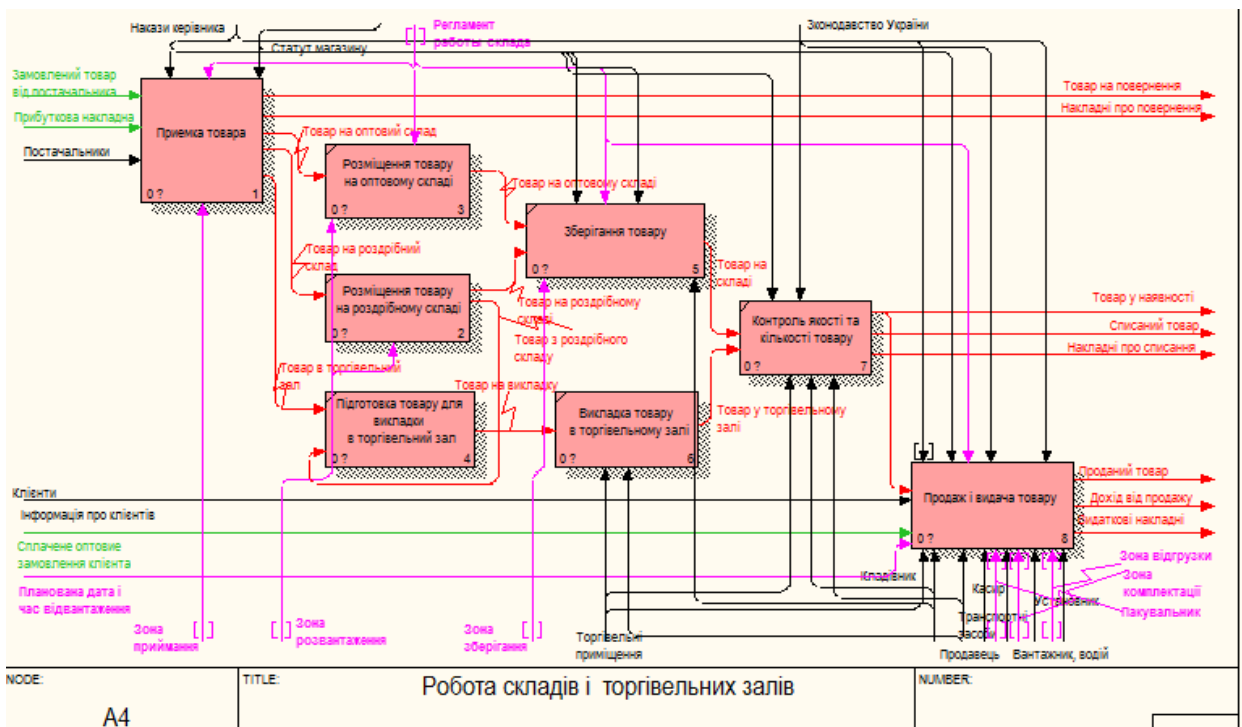 Накази керівника
Статут магазину
Регламент
работы склада
Зконодавство України
Замовлений товар
від постачальника
Прибуткова накладна
Постачальники
Приемка товара
0 ?
1
Товар на повернення
Накладні про повернення
Товар на оптовий склад
Розміщення товару
на оптовому складі
0 ?
3
Товар на оптовому складі
Зберігання товару
0 ?
5
Товар на роздрібний
склад
Розміщення товару
на роздрібному складі
0 ?
2
Товар на роздрібному
складі
Товар з роздрібного
складу
Товар на
складі
Контроль якості та
кількості товару
0 ?
7
Товар у наявності
Списаний товар
Накладні про списання
Товар в торгівельний
зал
Товар на викладку
Підготовка товару для
викладки
в торгівельний зал
0 ?
4
Викладка товару
в торгівельному залі
0 ?
6
Товар у торгівельному
залі
Продаж і видача товару
0 ?
8
Проданий товар
Дохід від продажу
Видаткові накладні
Клієнти
Інформація про клієнтів
Сплачене оптовие
замовлення клієнта
Планована дата і
час відвантаження
Зона
приймання
Зона
розвантаження
Зона
зберігання
Торгівельні
приміщення
Кладівник
Касир
Транспортні
засоби
Установник
Продавець
Вантажник, водій
Зона відгрузки
Зона
комплектації
Пакувальник
NODE:
A4
TITLE:
Робота складів і торгівельних залів
NUMBER: